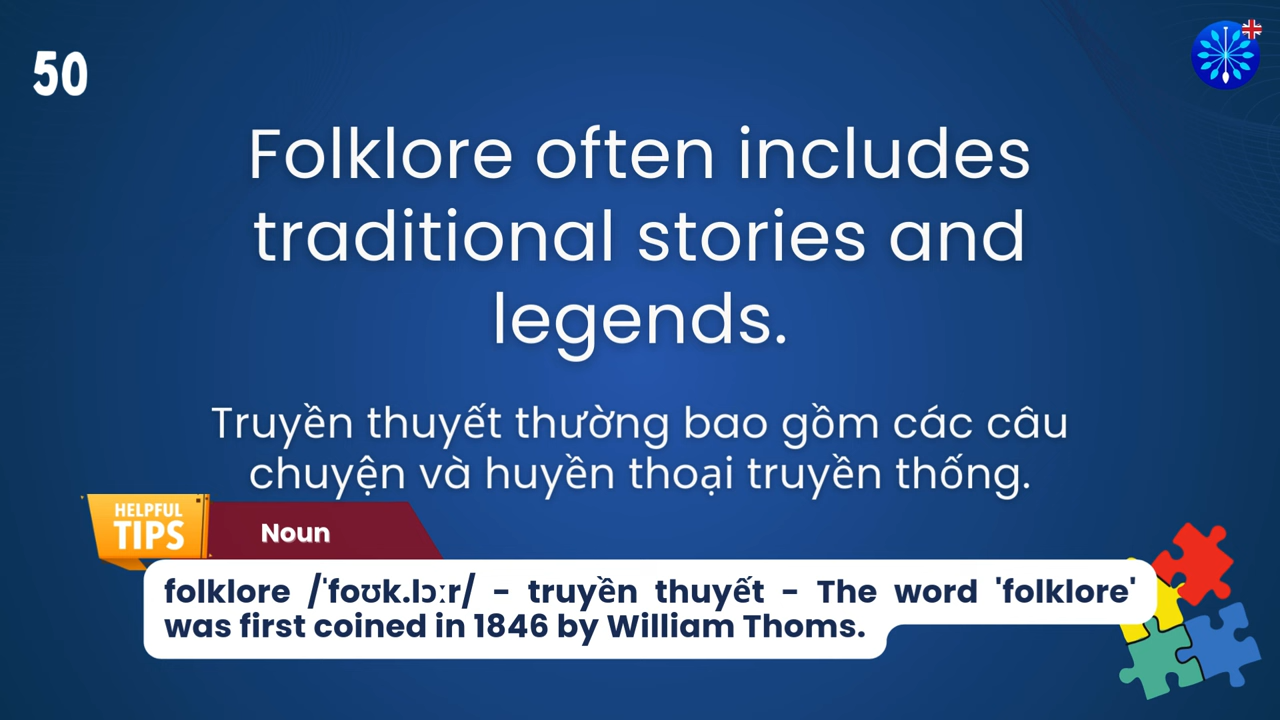 50
Folklore often includes
traditional stories and
legends.
Truyền thuyết thường bao gồm các câu
chuyện và huyền thoại truyền thống.
HELPFUL
TIPS
Noun
folklore /ˈfoʊk.lɔːr/ - truyền thuyết - The word 'folklore'
was first coined in 1846 by William Thoms.